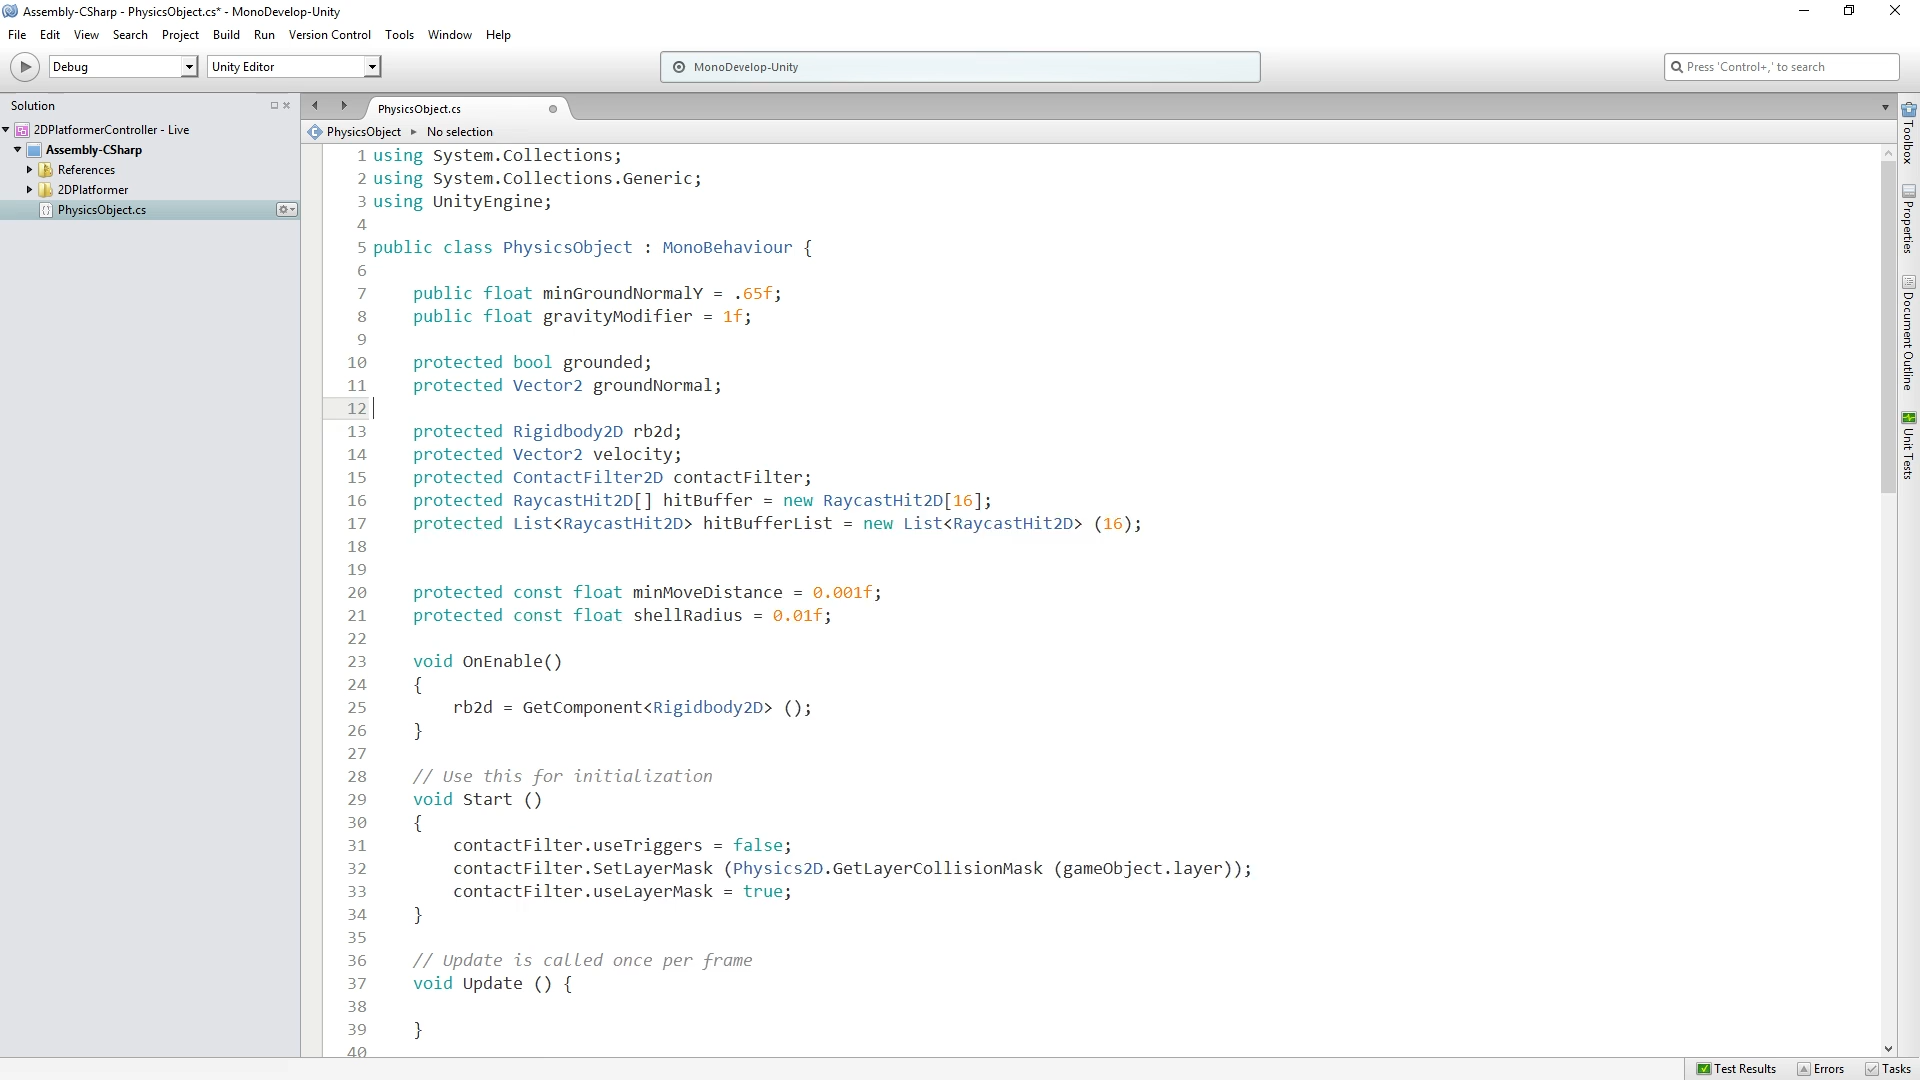 Assembly-CSharp - PhysicsObject.cs* - MonoDevelop-Unity
File Edit View Search Project Build Run Version Control Tools Window Help
Debug Unity Editor MonoDevelop-Unity Press 'Control+,' to search
Solution
2DPlatformerController - Live
Assembly-CSharp
References
2DPlatformer
PhysicsObject.cs
PhysicsObject.cs
PhysicsObject No selection
1 using System.Collections;
2 using System.Collections.Generic;
3 using UnityEngine;
4
5 public class PhysicsObject : MonoBehaviour {
6
7 public float minGroundNormalY = .65f;
8 public float gravityModifier = 1f;
9
10 protected bool grounded;
11 protected Vector2 groundNormal;
12
13 protected Rigidbody2D rb2d;
14 protected Vector2 velocity;
15 protected ContactFilter2D contactFilter;
16 protected RaycastHit2D[] hitBuffer = new RaycastHit2D[16];
17 protected List<RaycastHit2D> hitBufferList = new List<RaycastHit2D> (16);
18
19
20 protected const float minMoveDistance = 0.001f;
21 protected const float shellRadius = 0.01f;
22
23 void OnEnable()
24 {
25 rb2d = GetComponent<Rigidbody2D> ();
26 }
27
28 // Use this for initialization
29 void Start ()
30 {
31 contactFilter.useTriggers = false;
32 contactFilter.SetLayerMask (Physics2D.GetLayerCollisionMask (gameObject.layer));
33 contactFilter.useLayerMask = true;
34 }
35
36 // Update is called once per frame
37 void Update () {
38
39 }
40
Toolbox
Properties
Document Outline
Unit Tests
Test Results Errors Tasks